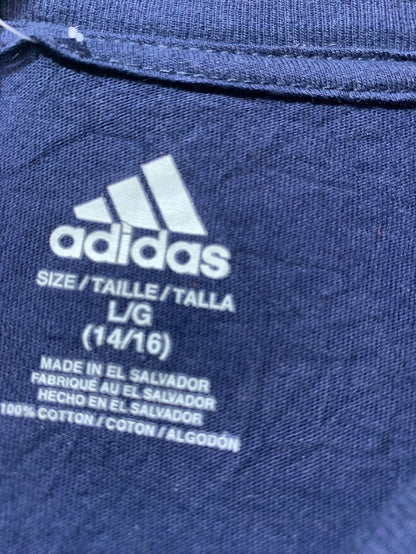 adidas
SIZE/TAILLE/TALLA
L/G
(14/16)
MADE IN EL SALVADOR
FABRIQUÉ AU EL SALVADOR
HECHO EN EL SALVADOR
100% COTTON / COTON / ALGODÓN